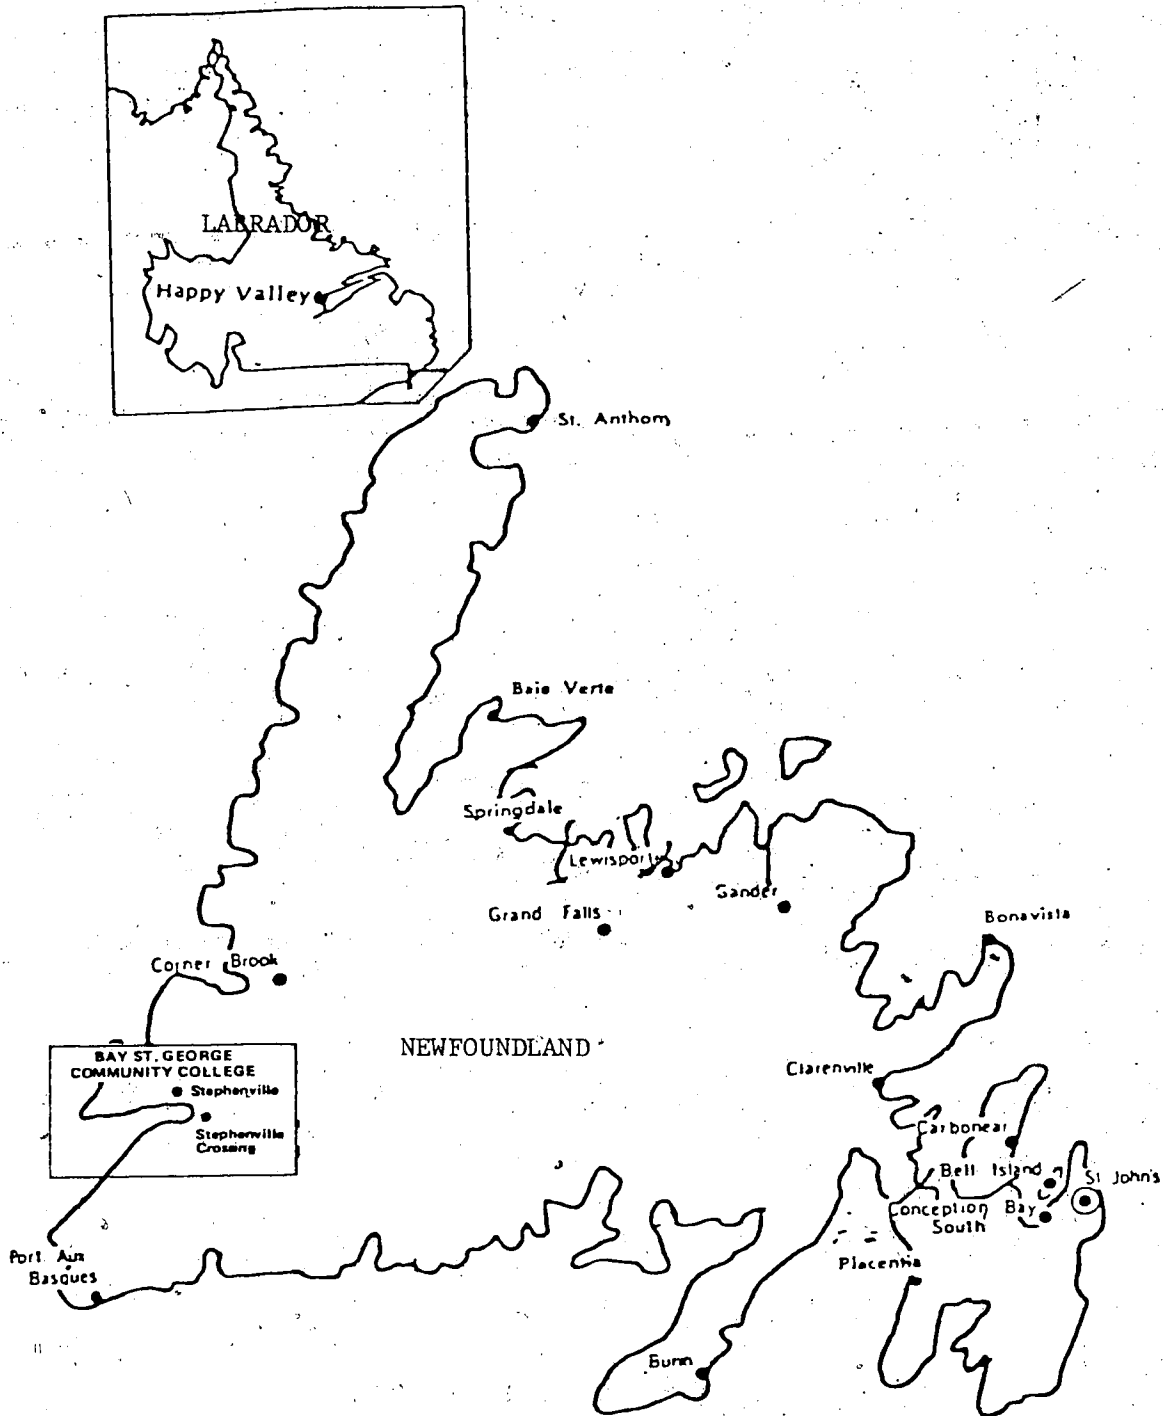 LABRADOR
Happy Valley
St. Anthony
Baie Verte
Springdale
Lewisporte
Gander
Grand Falls
Bonavista
Corner Brook
NEWFOUNDLAND
BAY ST. GEORGE
COMMUNITY COLLEGE
Stephenville
Stephenville
Crossing
Clarenville
Carbonear
Bell Island
St John's
Conception Bay
South
Placentia
Port Aux
Basques
Burin